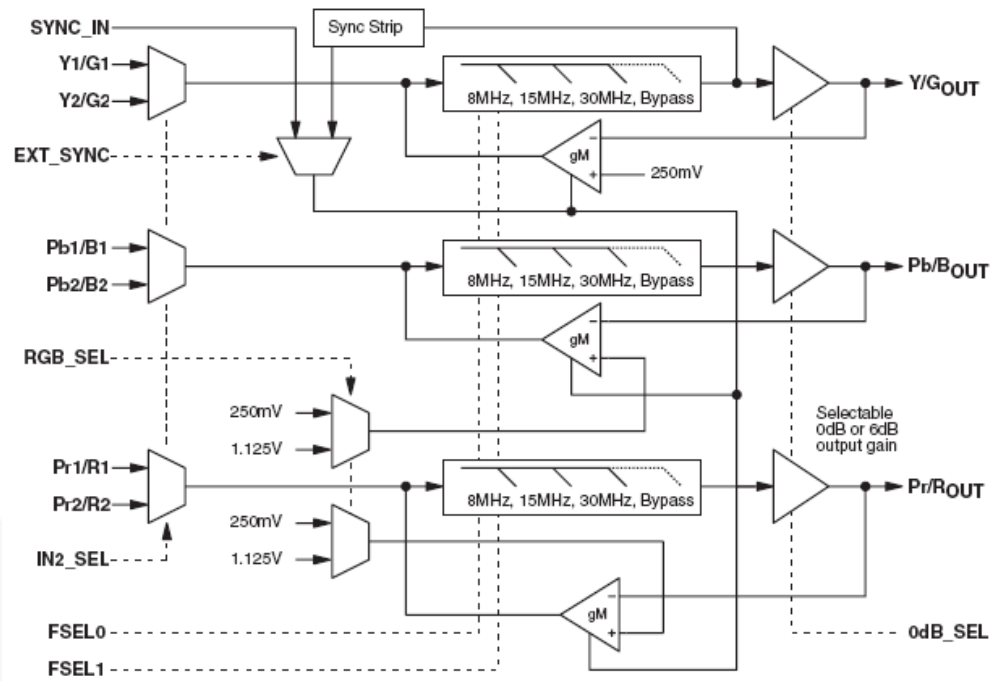 SYNC_IN
Sync Strip
Y1/G1
Y2/G2
8MHz, 15MHz, 30MHz, Bypass
Y/GOUT
EXT_SYNC
gM
−
+
250mV
Pb1/B1
Pb2/B2
8MHz, 15MHz, 30MHz, Bypass
Pb/BOUT
gM
−
+
RGB_SEL
250mV
1.125V
Selectable
0dB or 6dB
output gain
Pr1/R1
Pr2/R2
8MHz, 15MHz, 30MHz, Bypass
Pr/ROUT
250mV
1.125V
IN2_SEL
gM
−
+
FSEL0
0dB_SEL
FSEL1